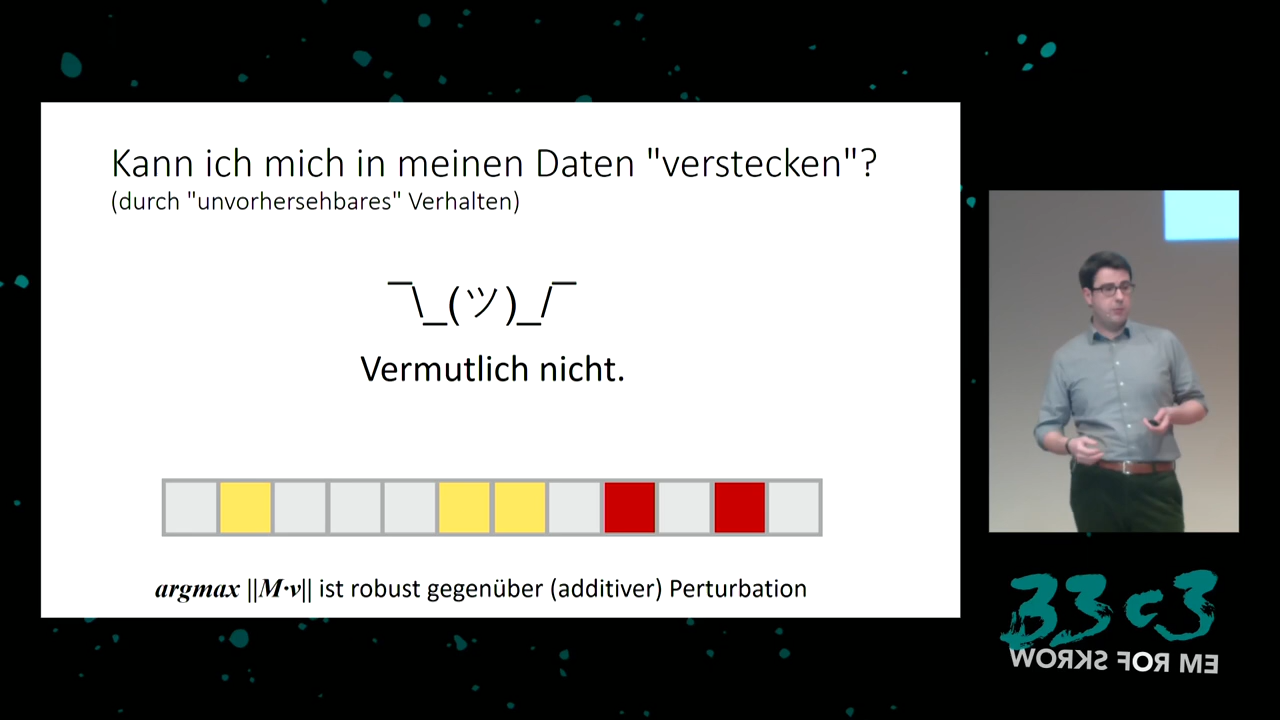 Kann ich mich in meinen Daten "verstecken"?
(durch "unvorhersehbares" Verhalten)
¯\_(ツ)_/¯
Vermutlich nicht.
argmax ||M·v|| ist robust gegenüber (additiver) Perturbation
33c3
WORKS FOR ME